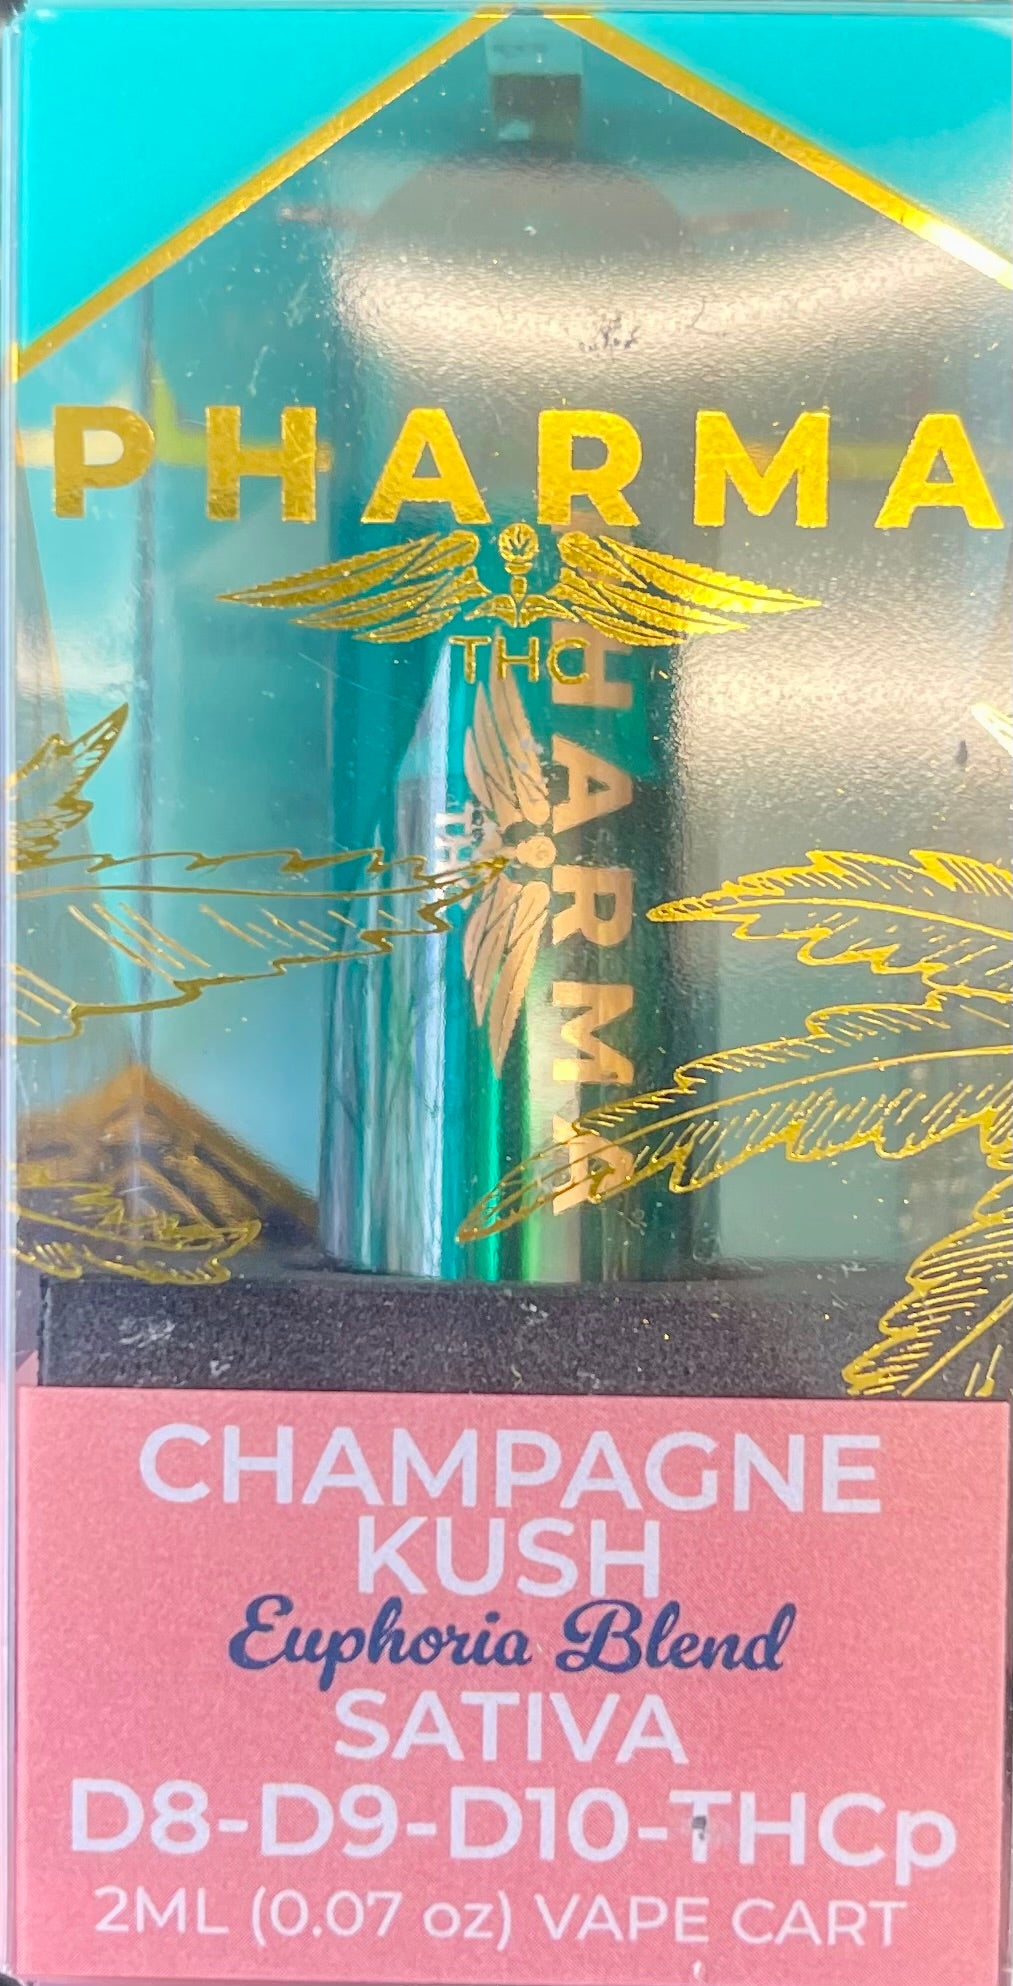 PHARMA
THC
PHARMA
CHAMPAGNE
KUSH
Euphoria Blend
SATIVA
D8-D9-D10-THCp
2ML (0.07 oz) VAPE CART